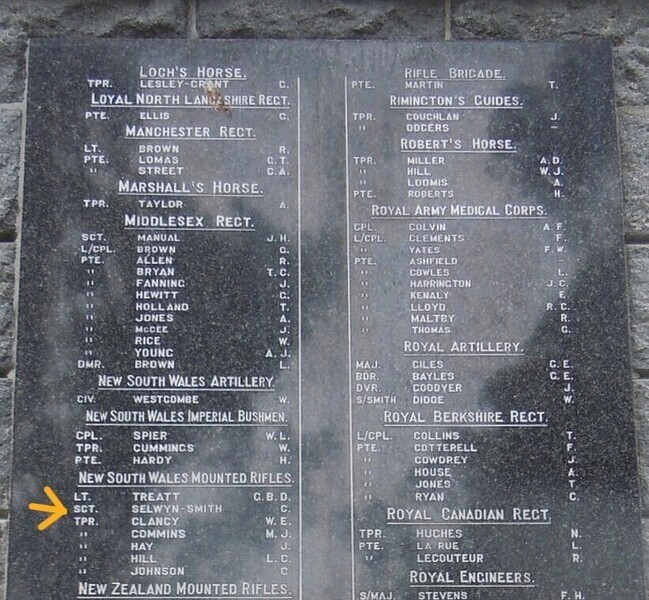 LOCH'S HORSE.
TPR. LESLEY-GRANT C.
LOYAL NORTH LANCASHIRE REGT.
PTE. ELLIS G.
MANCHESTER REGT.
LT. BROWN R.
PTE. LOMAS G.T.
" STREET C.A.
MARSHALL'S HORSE.
TPR. TAYLOR A.
MIDDLESEX REGT.
SGT. MANUAL J.H.
L/CPL. BROWN G.
PTE. ALLEN R.
" BRYAN T.C.
" FANNING J.
" HEWITT C.
" HOLLAND T.
" JONES A.
" McGEE J.
" RICE W.
" YOUNG A.J.
DMR. BROWN L.
NEW SOUTH WALES ARTILLERY.
CIV. WESTCOMBE W.
NEW SOUTH WALES IMPERIAL BUSHMEN.
CPL. SPIER W.L.
TPR. CUMMINGS W.
PTE. HARDY H.
NEW SOUTH WALES MOUNTED RIFLES.
LT. TREATT G.B.D.
SGT. SELWYN-SMITH C.
TPR. CLANCY W.E.
" COMMINS M.J.
" HAY J.
" HILL L.C.
" JOHNSON C
NEW ZEALAND MOUNTED RIFLES.
RIFLE BRIGADE.
PTE. MARTIN T.
RIMINGTON'S GUIDES.
TPR. COUGHLAN J.
" ODGERS –
ROBERT'S HORSE.
TPR. MILLER A.D.
" HILL W.J.
" LOOMIS A.
PTE. ROBERTS H.
ROYAL ARMY MEDICAL CORPS.
CPL. COLVIN A.F.
L/CPL. CLEMENTS F.
" YATES F.W.
PTE. ASHFIELD –
" COWLES L.
" HARRINGTON J.C.
" KENALY E.
" LLOYD R.C.
" MALTBY R.
" THOMAS G.
ROYAL ARTILLERY.
MAJ. GILES G.E.
BDR. BAYLES G.E.
DVR. GOODYER J.
S/SMITH DIDOE W.
ROYAL BERKSHIRE REGT.
L/CPL. COLLINS T.
PTE. COTTERELL F.
" COWDREY J.
" HOUSE A.
" JONES T.
" RYAN C.
ROYAL CANADIAN REGT.
TPR. HUGHES N.
PTE. LA RUE L.
" LECOUTEUR R.
ROYAL ENGINEERS.
S/MAJ. STEVENS F.H.